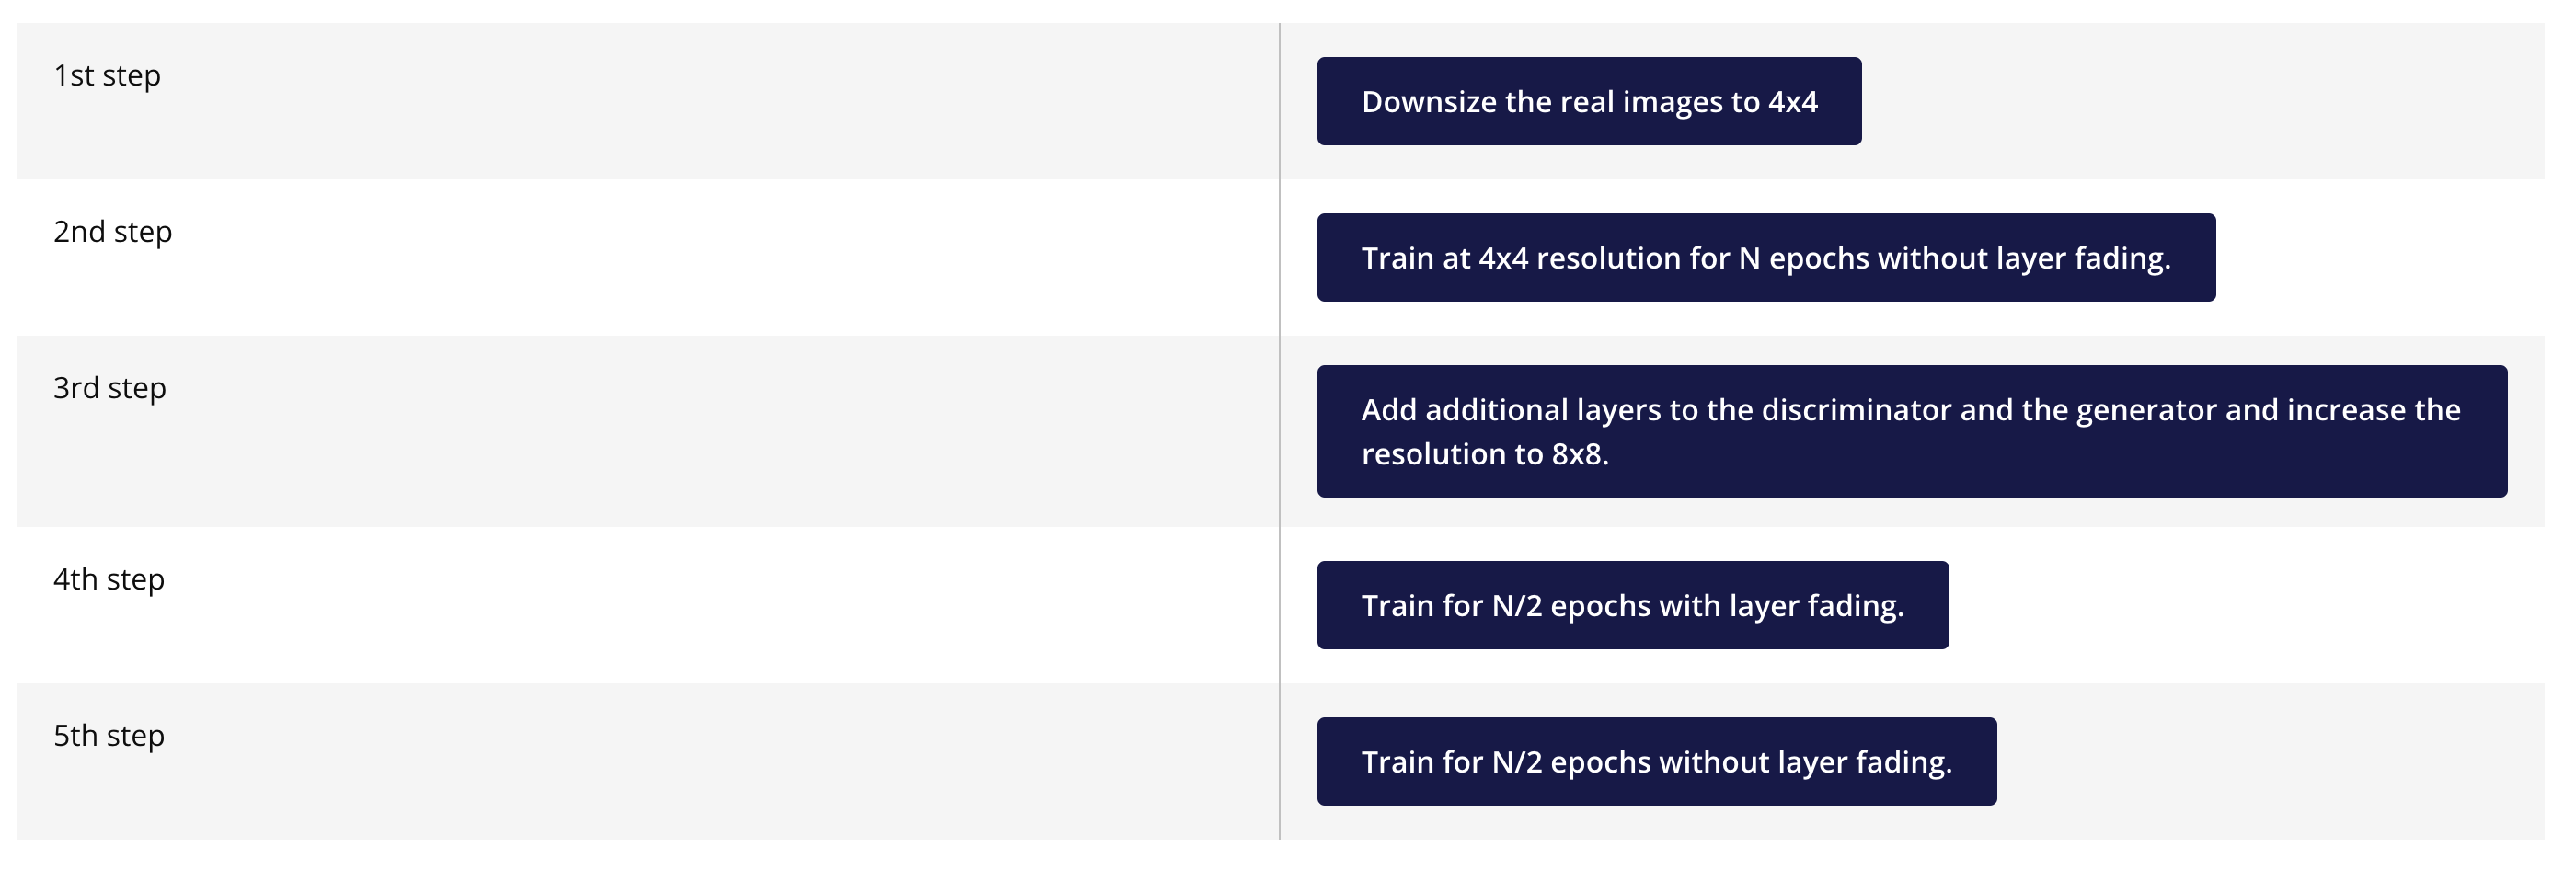 1st step
Downsize the real images to 4x4
2nd step
Train at 4x4 resolution for N epochs without layer fading.
3rd step
Add additional layers to the discriminator and the generator and increase the
resolution to 8x8.
4th step
Train for N/2 epochs with layer fading.
5th step
Train for N/2 epochs without layer fading.